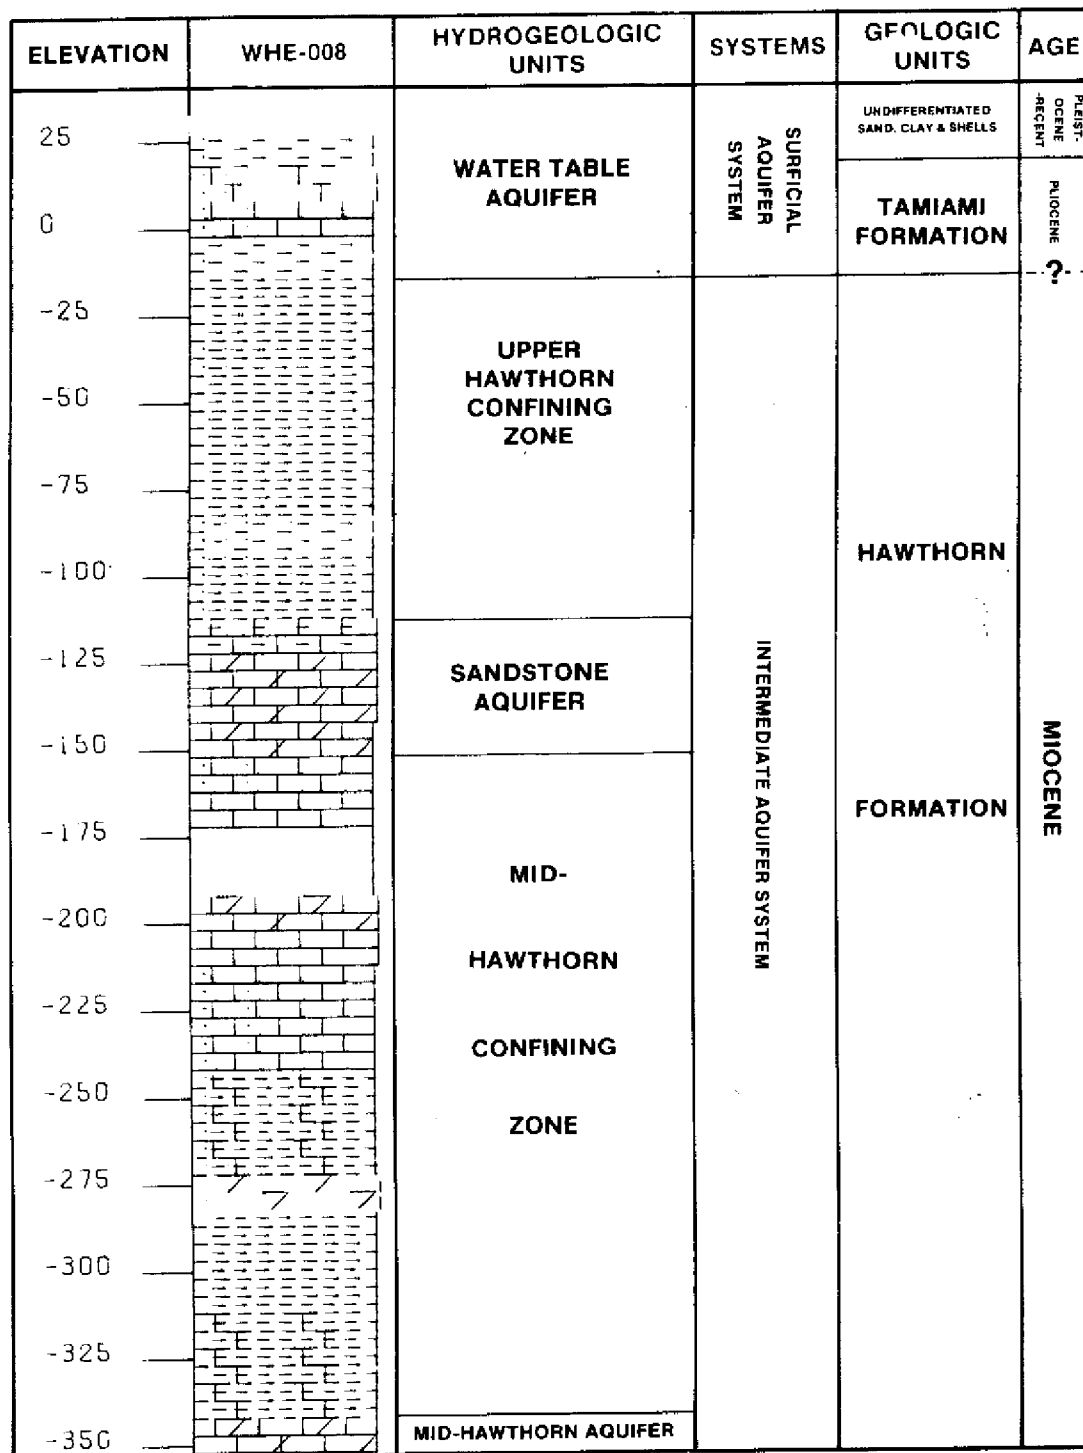 ELEVATION
WHE-008
HYDROGEOLOGIC
UNITS
SYSTEMS
GEOLOGIC
UNITS
AGE
25
0
-25
-50
-75
-100
-125
-150
-175
-200
-225
-250
-275
-300
-325
-350
WATER TABLE
AQUIFER
UPPER
HAWTHORN
CONFINING
ZONE
SANDSTONE
AQUIFER
MID-
HAWTHORN
CONFINING
ZONE
MID-HAWTHORN AQUIFER
SURFICIAL
AQUIFER
SYSTEM
INTERMEDIATE AQUIFER SYSTEM
UNDIFFERENTIATED
SAND, CLAY & SHELLS
TAMIAMI
FORMATION
HAWTHORN
FORMATION
PLEIST-
OCENE
-RECENT
PLIOCENE
?
MIOCENE